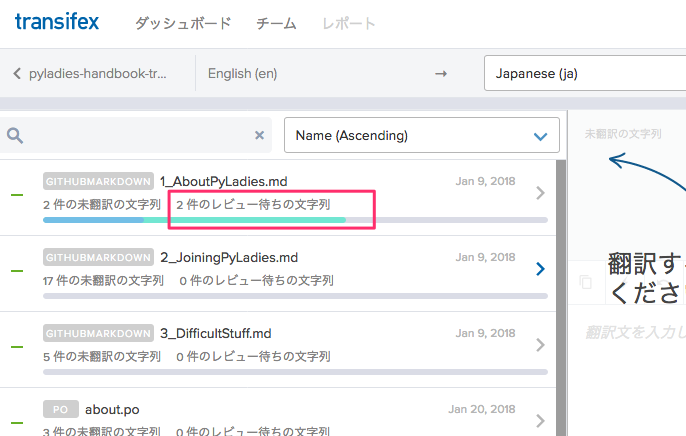 transifex ダッシュボード チーム レポート
pyladies-handbook-tr... English (en) → Japanese (ja)
Name (Ascending)
未翻訳の文字列
GITHUBMARKDOWN 1_AboutPyLadies.md Jan 9, 2018
2 件の未翻訳の文字列 2 件のレビュー待ちの文字列
GITHUBMARKDOWN 2_JoiningPyLadies.md Jan 9, 2018
17 件の未翻訳の文字列 0 件のレビュー待ちの文字列
翻訳す
くださ
GITHUBMARKDOWN 3_DifficultStuff.md Jan 9, 2018
5 件の未翻訳の文字列 0 件のレビュー待ちの文字列
翻訳文を入力し
PO about.po Jan 20, 2018
3 件の未翻訳の文字列 0 件のレビュー待ちの文字列